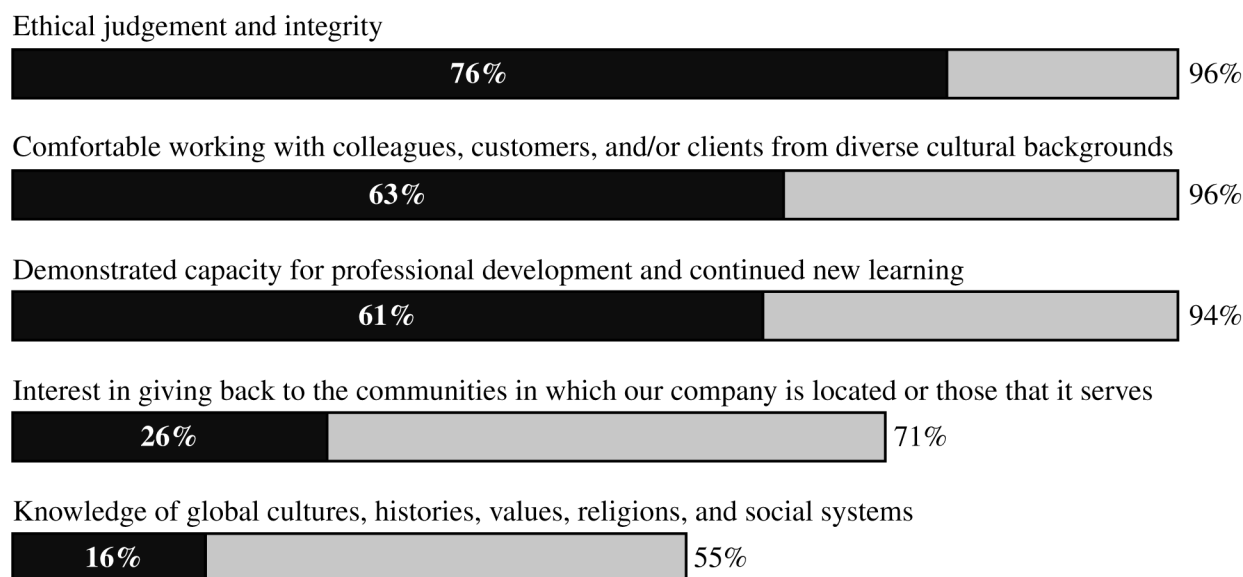 Ethical judgement and integrity
76% 96%
Comfortable working with colleagues, customers, and/or clients from diverse cultural backgrounds
63% 96%
Demonstrated capacity for professional development and continued new learning
61% 94%
Interest in giving back to the communities in which our company is located or those that it serves
26% 71%
Knowledge of global cultures, histories, values, religions, and social systems
16% 55%